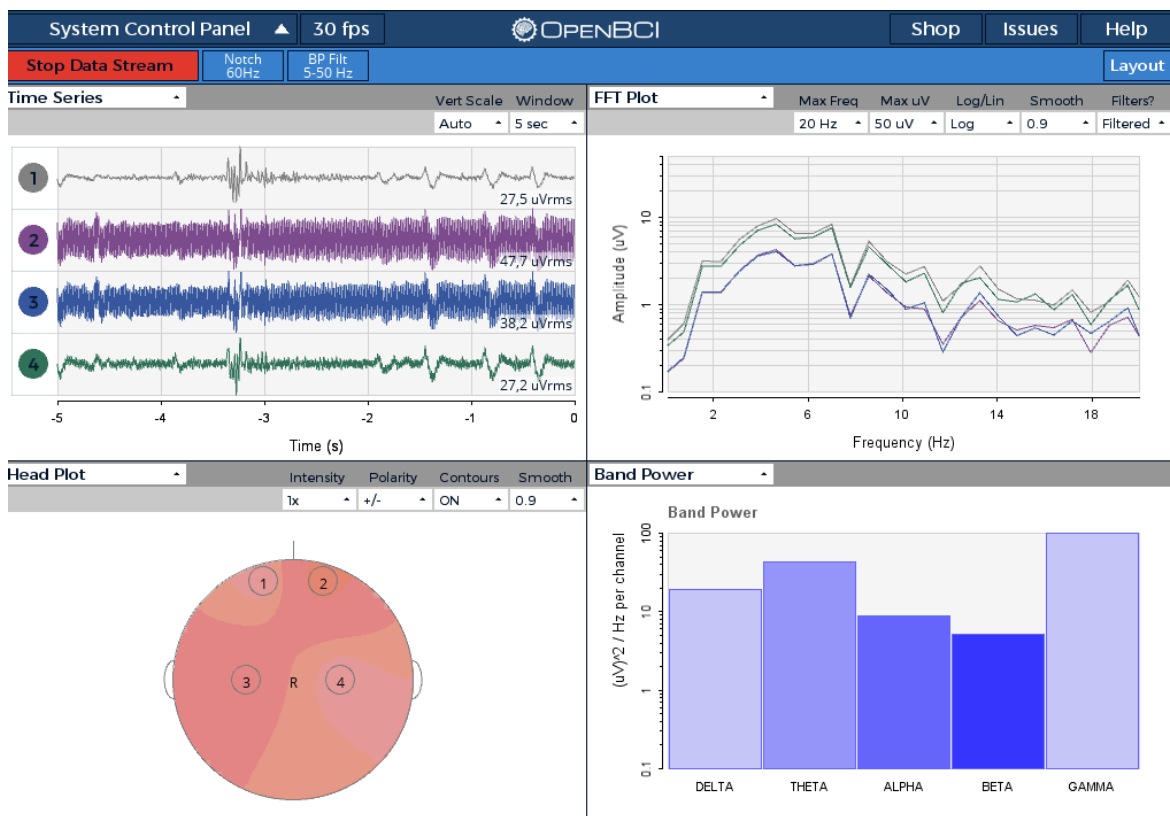 System Control Panel 30 fps OPENBCI Shop Issues Help
Stop Data Stream Notch 60Hz BP Filt 5-50 Hz Layout
Time Series
Vert Scale Window
Auto 5 sec
1
27,5 uVrms
2
47,7 uVrms
3
38,2 uVrms
4
27,2 uVrms
-5 -4 -3 -2 -1 0
Time (s)
FFT Plot
Max Freq Max uV Log/Lin Smooth Filters?
20 Hz 50 uV Log 0.9 Filtered
Amplitude (uV)
10
1
0.1
2 6 10 14 18
Frequency (Hz)
Head Plot
Intensity Polarity Contours Smooth
1x +/- ON 0.9
1 2
3 R 4
Band Power
Band Power
(uV)^2 / Hz per channel
100
10
1
0.1
DELTA THETA ALPHA BETA GAMMA